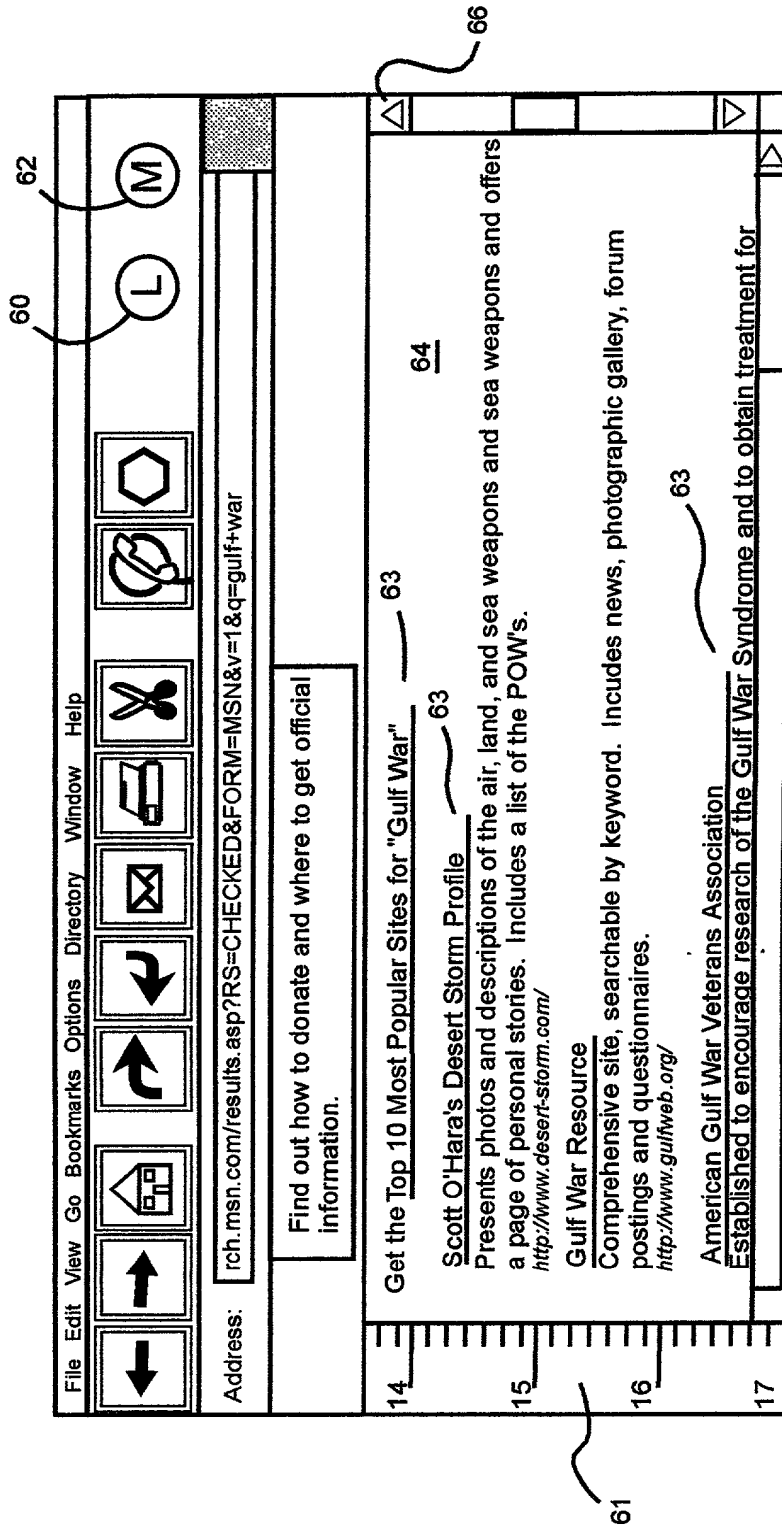 60
62
File Edit View Go Bookmarks Options Directory Window Help
L
M
Address:
rch.msn.com/results.asp?RS=CHECKED&FORM=MSN&v=1&q=gulf+war
Find out how to donate and where to get official
information.
66
14
Get the Top 10 Most Popular Sites for "Gulf War"
63
64
Scott O'Hara's Desert Storm Profile
63
Presents photos and descriptions of the air, land, and sea weapons and sea weapons and offers
15
a page of personal stories. Includes a list of the POW's.
http://www.desert-storm.com/
61
Gulf War Resource
Comprehensive site, searchable by keyword. Incudes news, photographic gallery, forum
16
postings and questionnaires.
http://www.gulfweb.org/
American Gulf War Veterans Association
63
Established to encourage research of the Gulf War Syndrome and to obtain treatment for
17